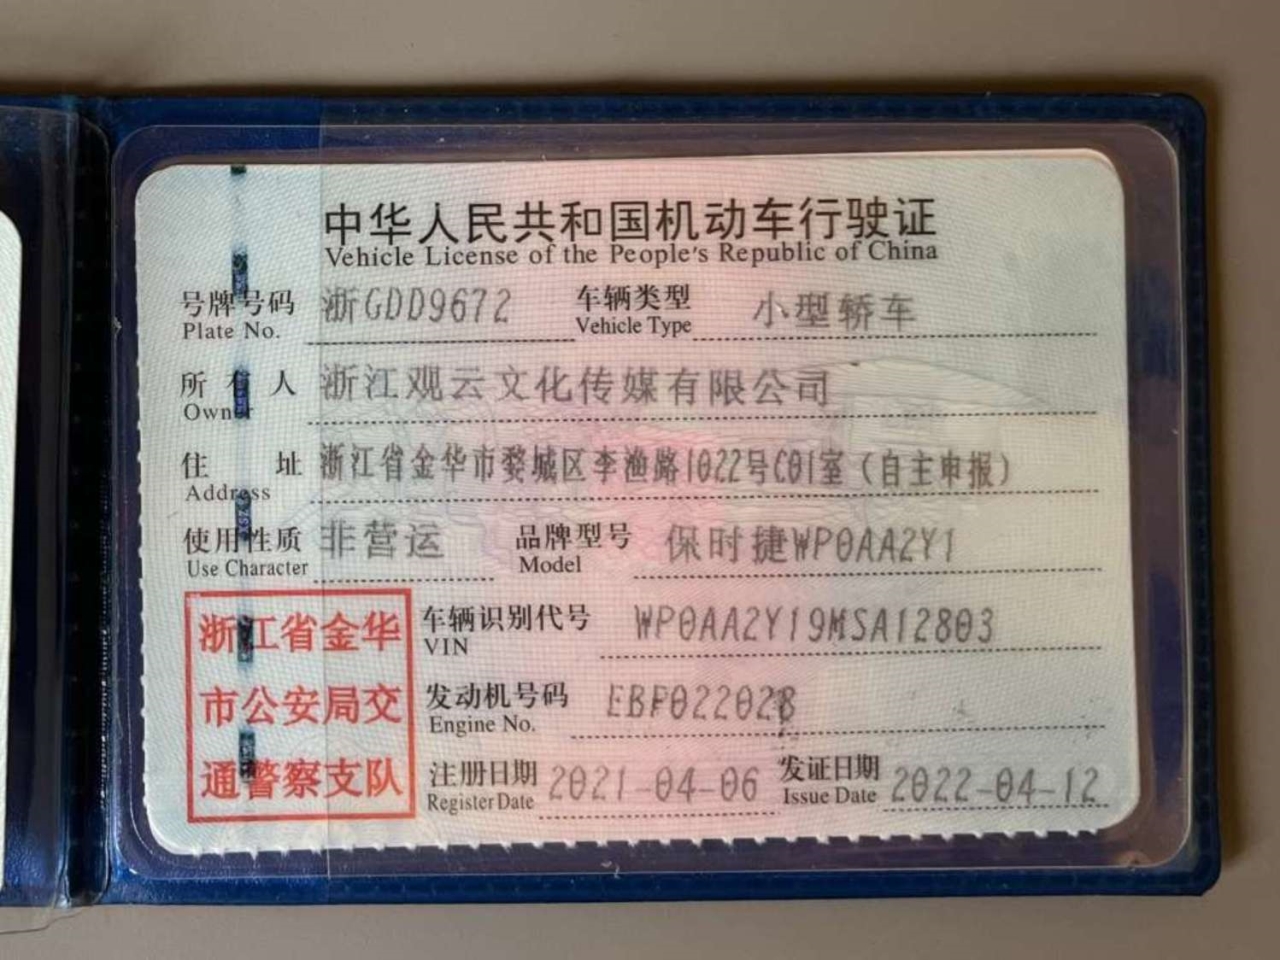 中华人民共和国机动车行驶证
Vehicle License of the People's Republic of China
号牌号码 浙GDD9672 车辆类型 小型轿车
Plate No. Vehicle Type
所有人 浙江观云文化传媒有限公司
Owner
住址 浙江省金华市婺城区李渔路1022号C01室（自主申报）
Address
使用性质 非营运 品牌型号 保时捷WP0AA2Y1
Use Character Model
浙江省金华 车辆识别代号 WP0AA2Y19MSA12803
VIN
市公安局交 发动机号码 EBF022028
Engine No.
通警察支队 注册日期 2021-04-06 发证日期 2022-04-12
Register Date Issue Date